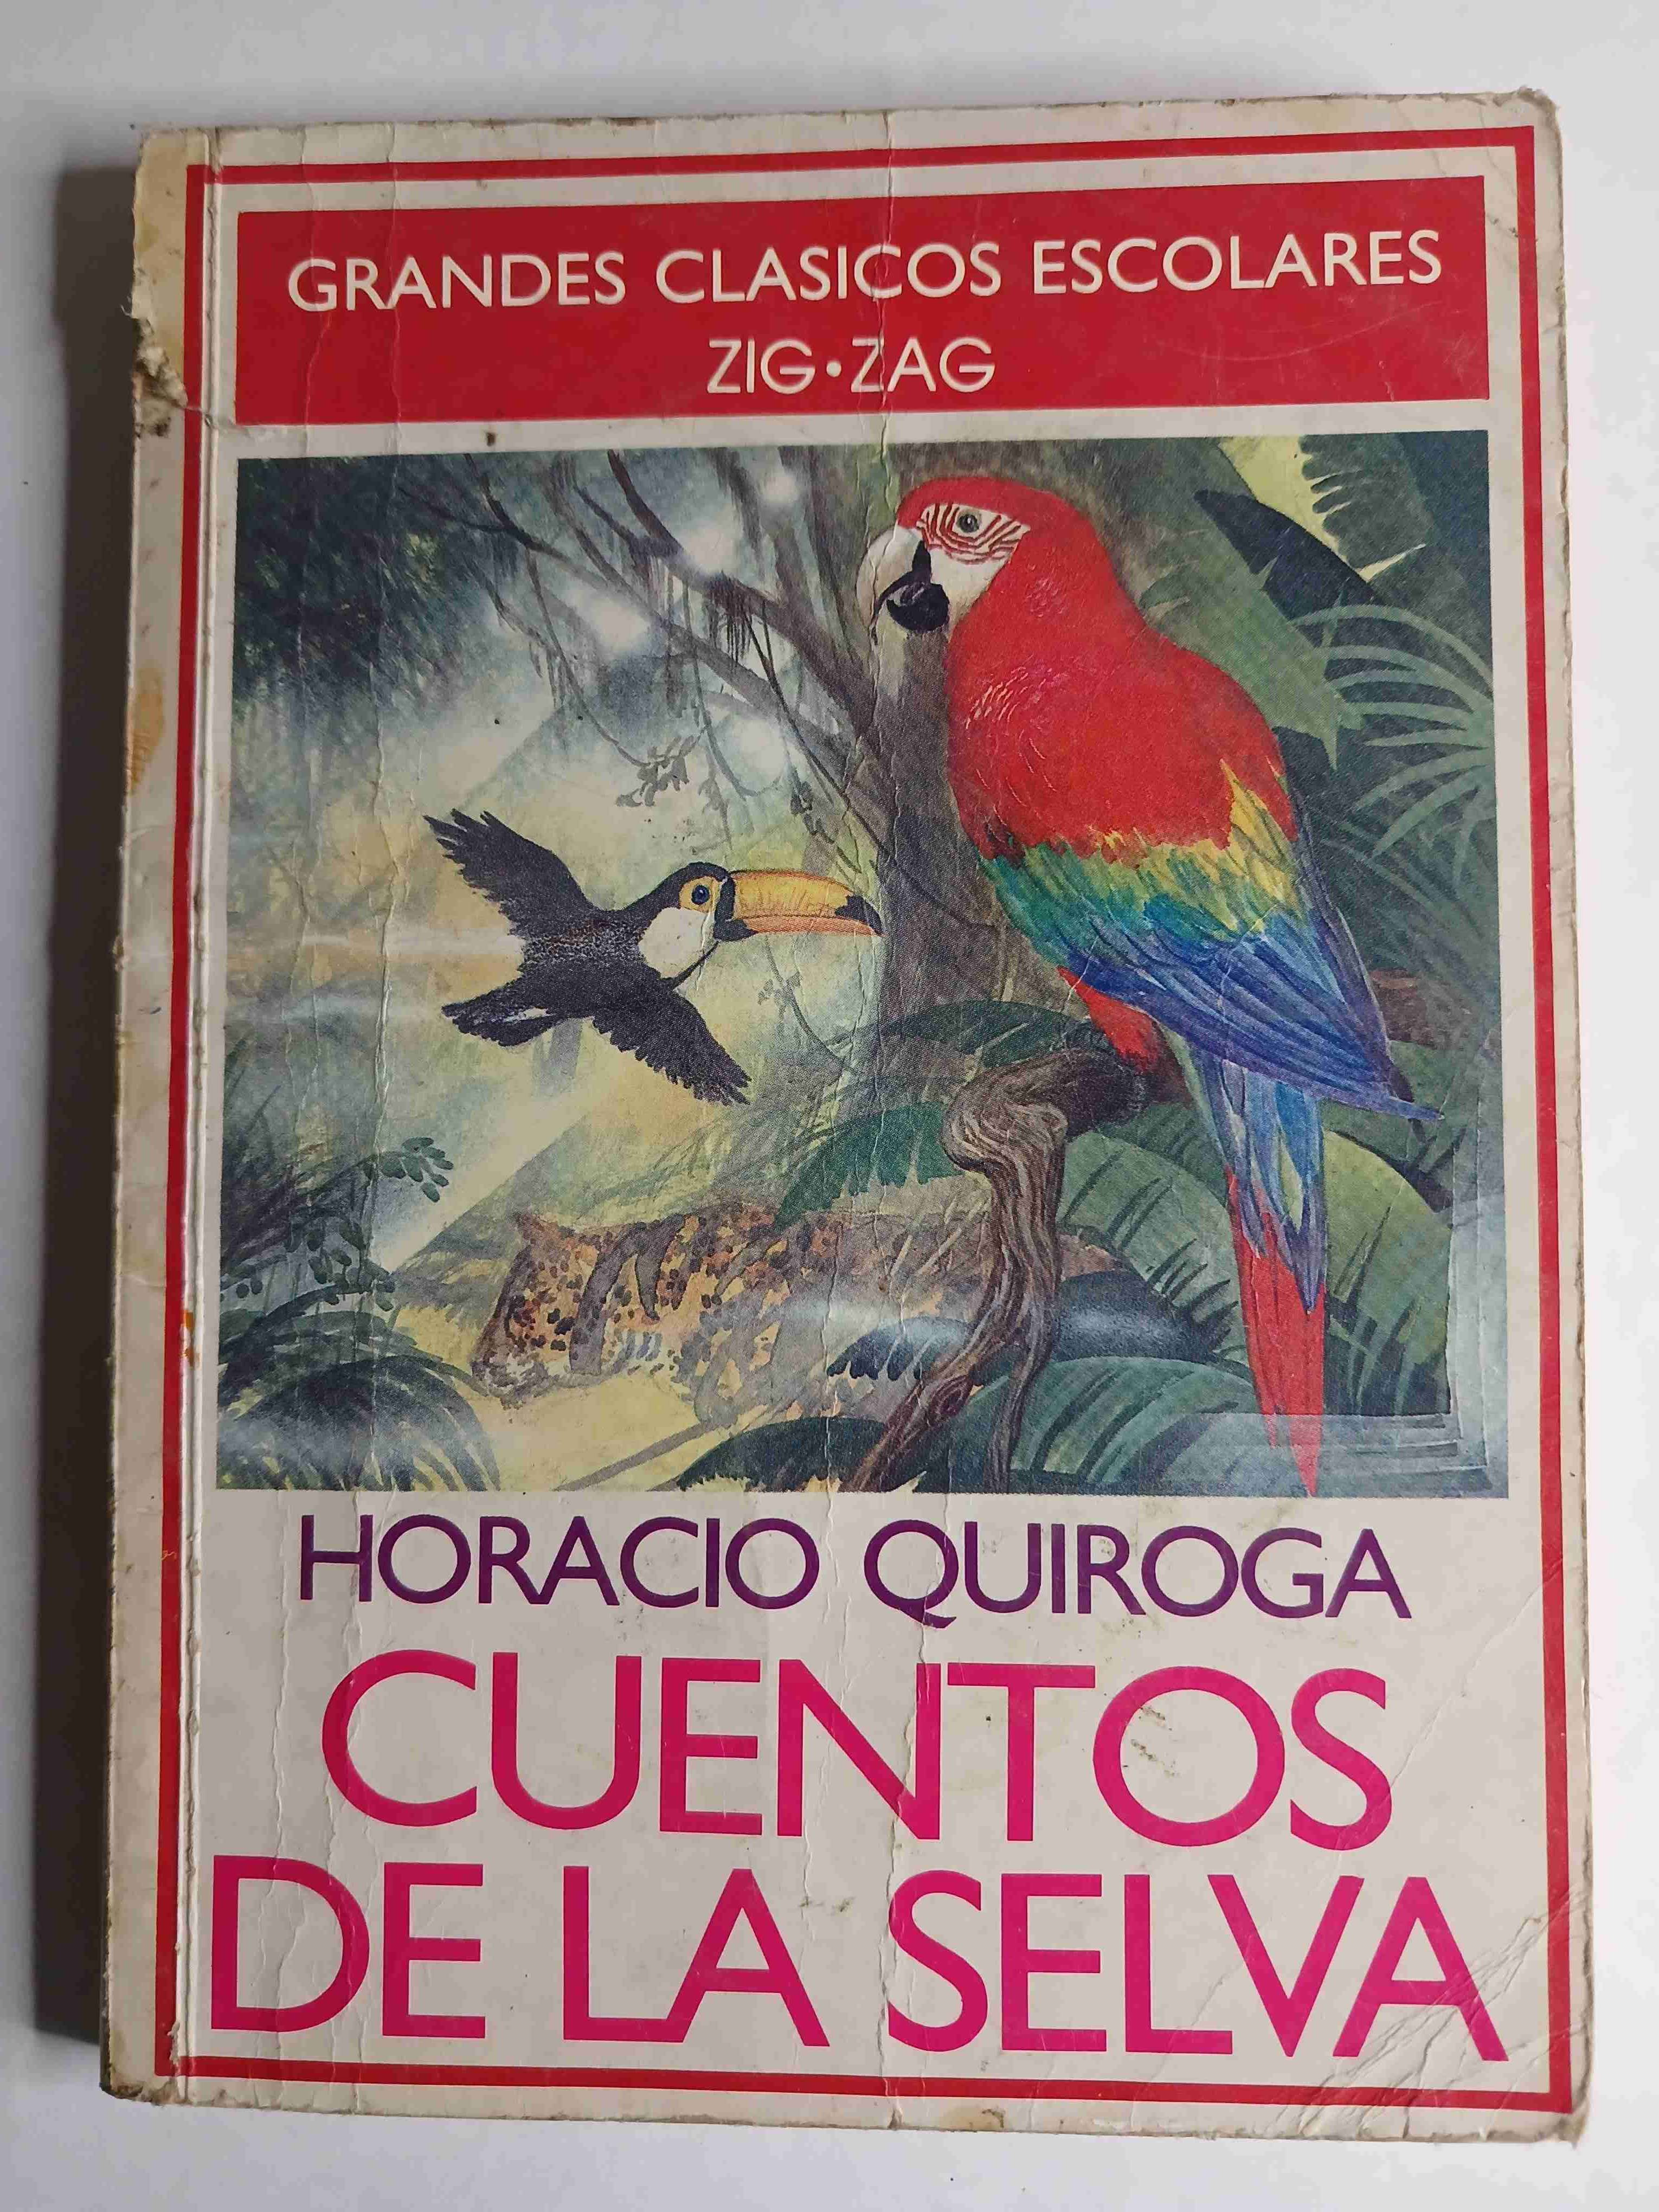 GRANDES CLASICOS ESCOLARES
ZIG•ZAG
HORACIO QUIROGA
CUENTOS
DE LA SELVA